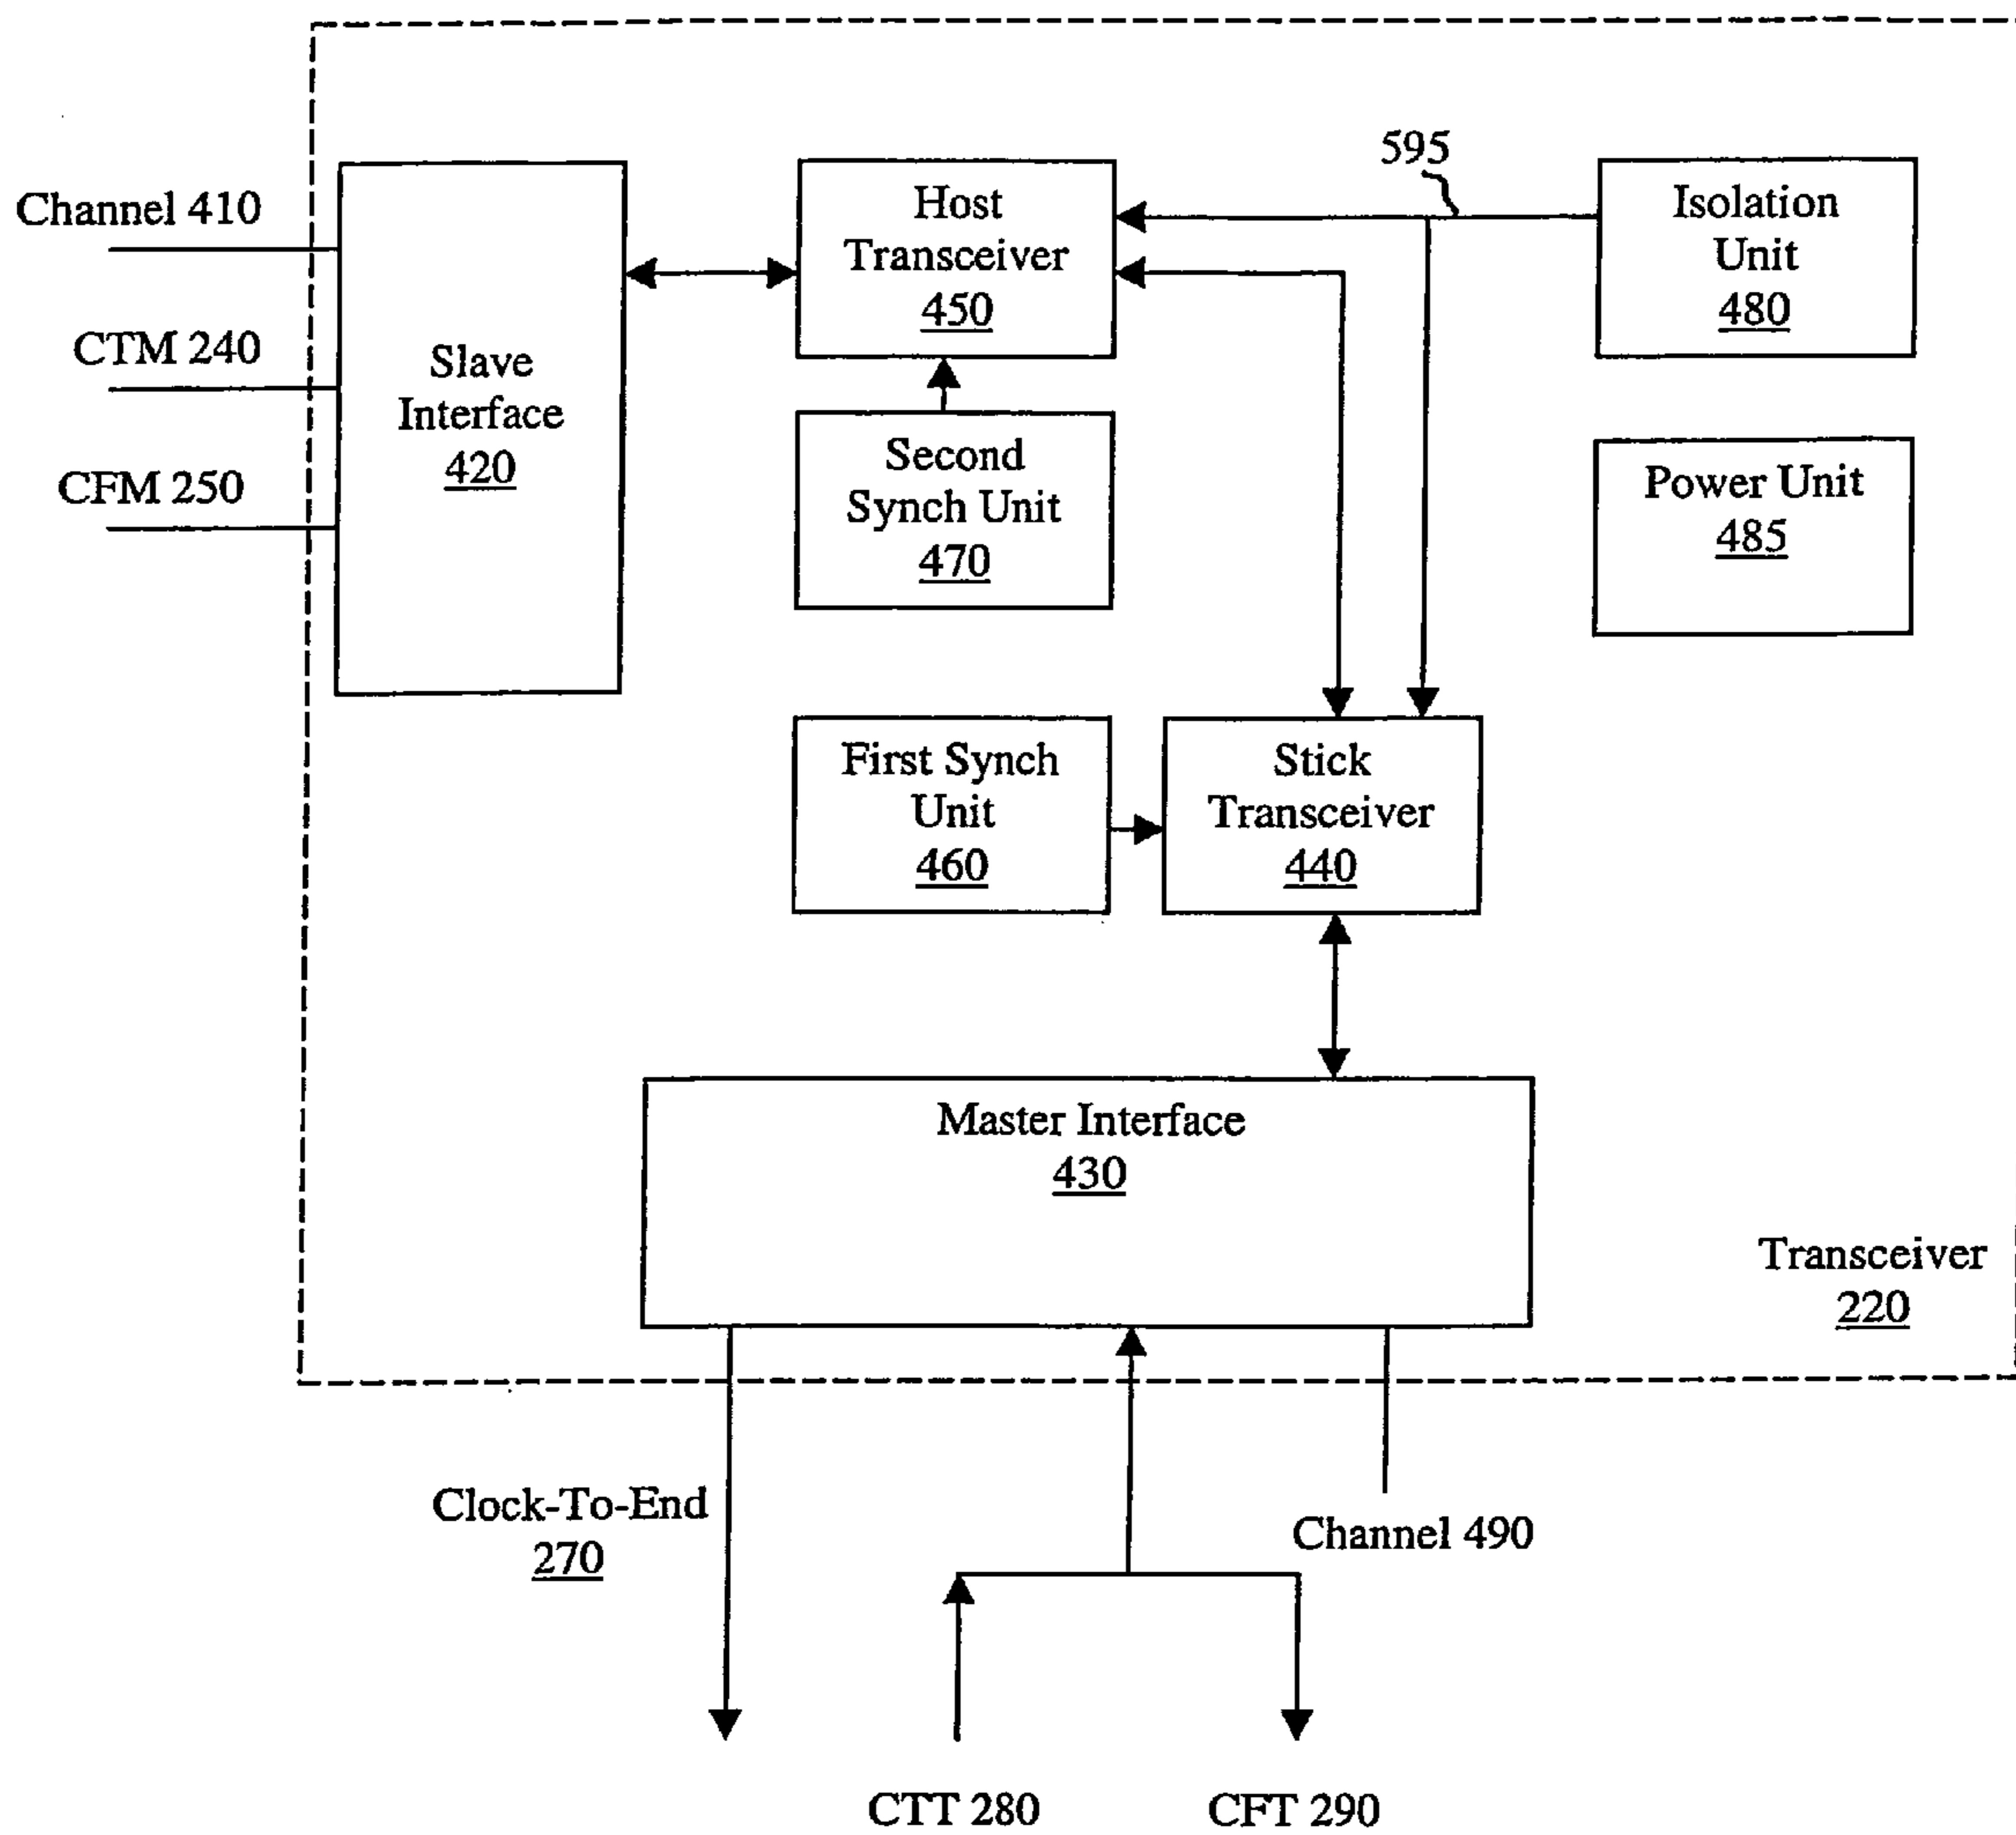 595
Channel 410
CTM 240
CFM 250
Slave
Interface
420
Host
Transceiver
450
Isolation
Unit
480
Second
Synch Unit
470
Power Unit
485
First Synch
Unit
460
Stick
Transceiver
440
Master Interface
430
Transceiver
220
Clock-To-End
270
Channel 490
CTT 280
CFT 290